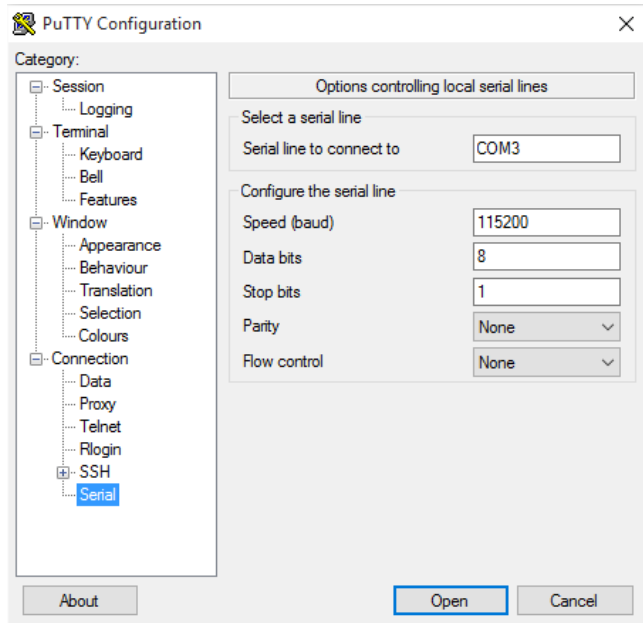 PuTTY Configuration
Category:
Session
Logging
Terminal
Keyboard
Bell
Features
Window
Appearance
Behaviour
Translation
Selection
Colours
Connection
Data
Proxy
Telnet
Rlogin
SSH
Serial
Options controlling local serial lines
Select a serial line
Serial line to connect to COM3
Configure the serial line
Speed (baud) 115200
Data bits 8
Stop bits 1
Parity None
Flow control None
About Open Cancel